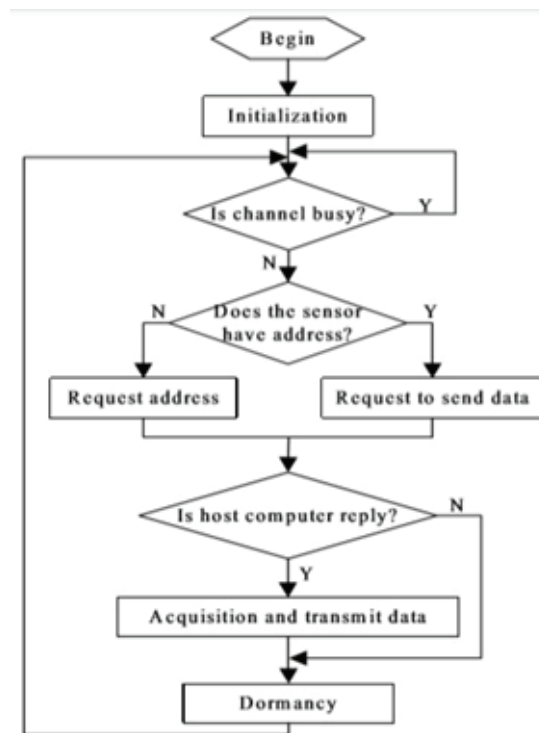 Begin
Initialization
Is channel busy?
Y
N
N
Does the sensor
have address?
Y
Request address
Request to send data
Is host computer reply?
N
Y
Acquisition and transmit data
Dormancy